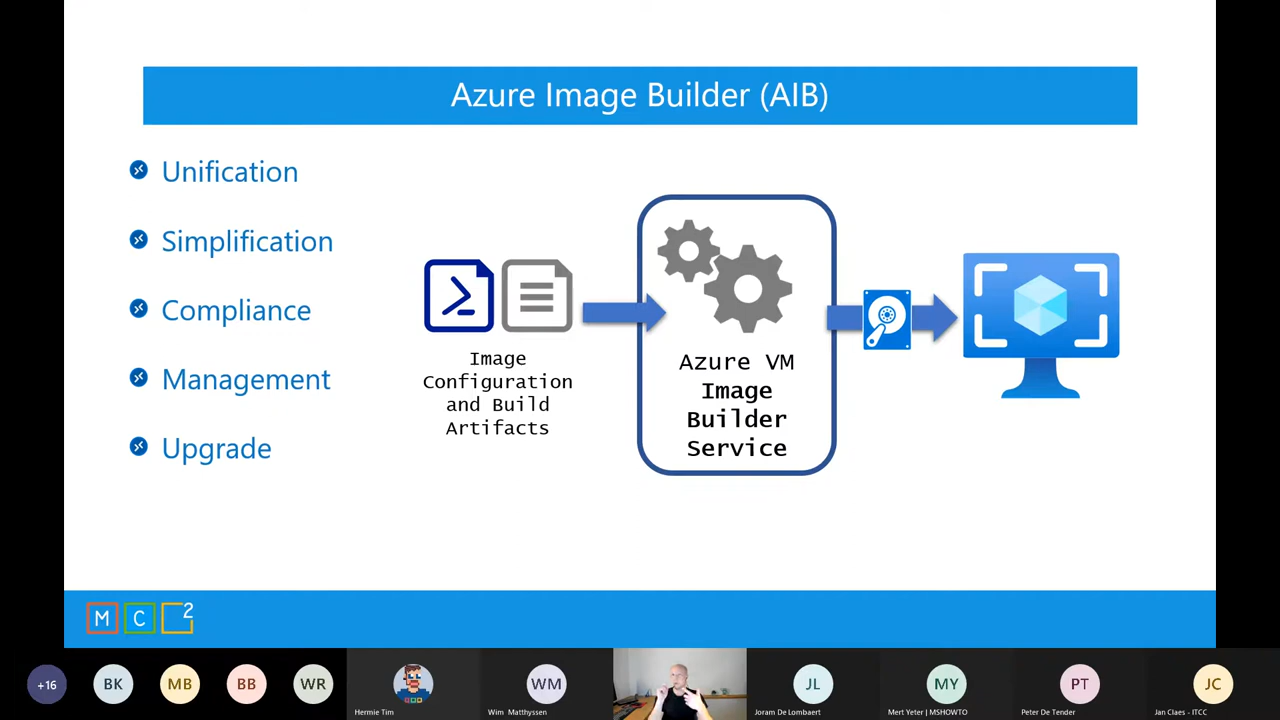 Azure Image Builder (AIB)
Unification
Simplification
Compliance
Management
Upgrade
Image
Configuration
and Build
Artifacts
Azure VM
Image
Builder
Service
M C 2
+16
BK
MB
BB
WR
Hermie Tim
WM
Wim Matthyssen
JL
Joram De Lombaert
MY
Mert Yeter | MSHOWTO
PT
Peter De Tender
JC
Jan Claes - ITCC